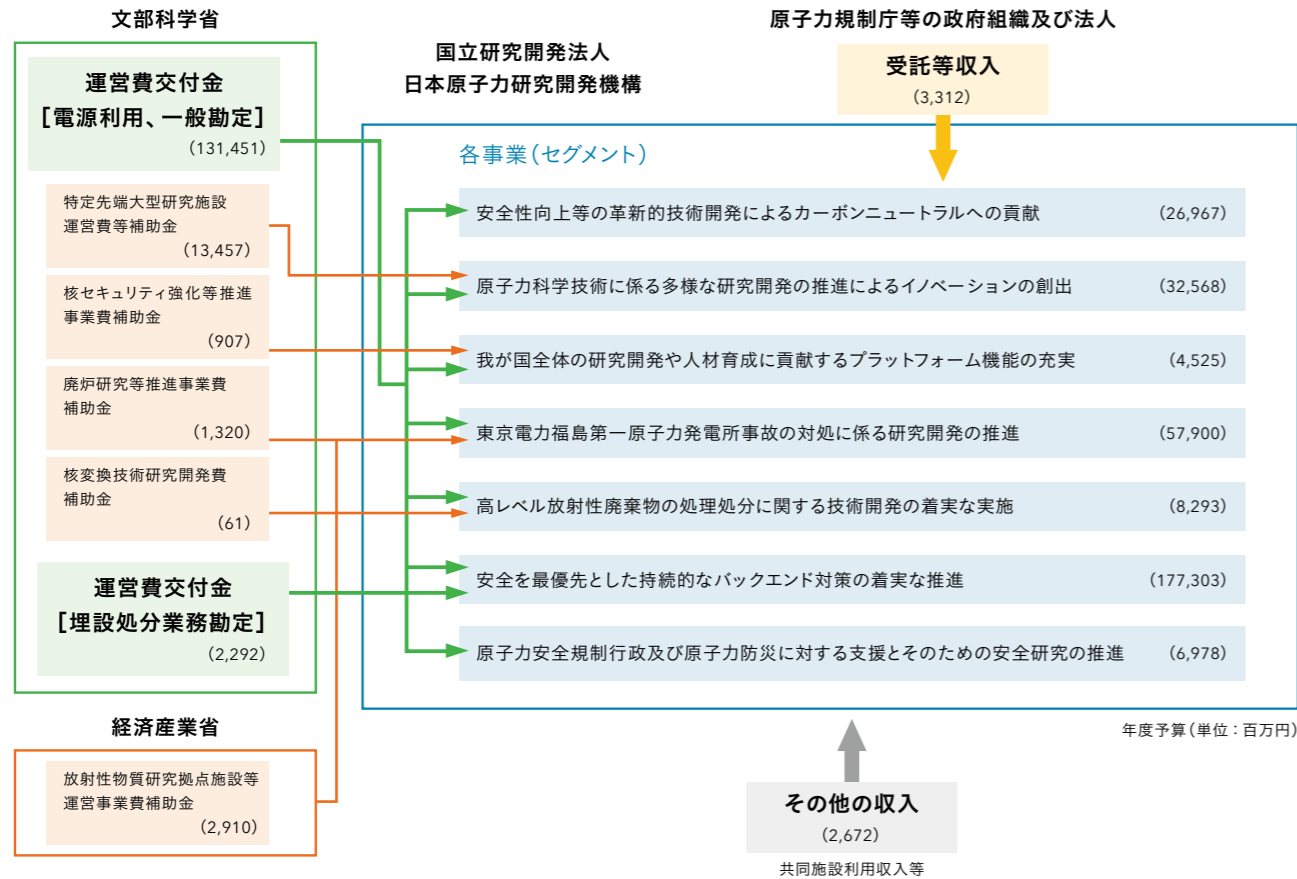 文部科学省
運営費交付金
［電源利用、一般勘定］
（131,451）
特定先端大型研究施設
運営費等補助金
（13,457）
核セキュリティ強化等推進
事業費補助金
（907）
廃炉研究等推進事業費
補助金
（1,320）
核変換技術研究開発費
補助金
（61）
運営費交付金
［埋設処分業務勘定］
（2,292）
経済産業省
放射性物質研究拠点施設等
運営事業費補助金
（2,910）
国立研究開発法人
日本原子力研究開発機構
原子力規制庁等の政府組織及び法人
受託等収入
（3,312）
各事業（セグメント）
安全性向上等の革新的技術開発によるカーボンニュートラルへの貢献 （26,967）
原子力科学技術に係る多様な研究開発の推進によるイノベーションの創出 （32,568）
我が国全体の研究開発や人材育成に貢献するプラットフォーム機能の充実 （4,525）
東京電力福島第一原子力発電所事故の対処に係る研究開発の推進 （57,900）
高レベル放射性廃棄物の処理処分に関する技術開発の着実な実施 （8,293）
安全を最優先とした持続的なバックエンド対策の着実な推進 （177,303）
原子力安全規制行政及び原子力防災に対する支援とそのための安全研究の推進 （6,978）
年度予算（単位：百万円）
その他の収入
（2,672）
共同施設利用収入等